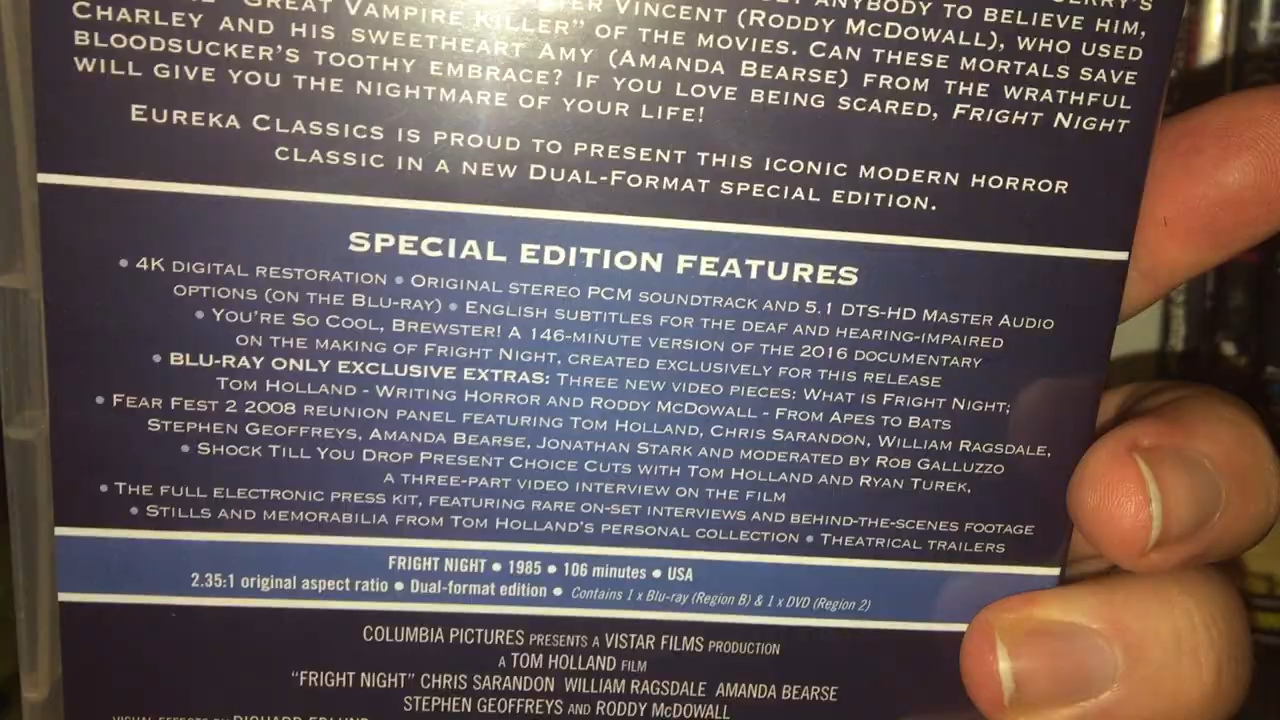 ANYBODY TO BELIEVE HIM,
"GREAT VAMPIRE KILLER" OF THE MOVIES. CAN THESE MORTALS SAVE
VINCENT (RODDY MCDOWALL), WHO USED
CHARLEY AND HIS SWEETHEART AMY (AMANDA BEARSE) FROM THE WRATHFUL
BLOODSUCKER'S TOOTHY EMBRACE? IF YOU LOVE BEING SCARED, FRIGHT NIGHT
WILL GIVE YOU THE NIGHTMARE OF YOUR LIFE!
EUREKA CLASSICS IS PROUD TO PRESENT THIS ICONIC MODERN HORROR
CLASSIC IN A NEW DUAL-FORMAT SPECIAL EDITION.
SPECIAL EDITION FEATURES
• 4K DIGITAL RESTORATION • ORIGINAL STEREO PCM SOUNDTRACK AND 5.1 DTS-HD MASTER AUDIO
OPTIONS (ON THE BLU-RAY) • ENGLISH SUBTITLES FOR THE DEAF AND HEARING-IMPAIRED
• YOU'RE SO COOL, BREWSTER! A 146-MINUTE VERSION OF THE 2016 DOCUMENTARY
ON THE MAKING OF FRIGHT NIGHT, CREATED EXCLUSIVELY FOR THIS RELEASE
• BLU-RAY ONLY EXCLUSIVE EXTRAS: THREE NEW VIDEO PIECES: WHAT IS FRIGHT NIGHT;
TOM HOLLAND - WRITING HORROR AND RODDY MCDOWALL - FROM APES TO BATS
• FEAR FEST 2 2008 REUNION PANEL FEATURING TOM HOLLAND, CHRIS SARANDON, WILLIAM RAGSDALE,
STEPHEN GEOFFREYS, AMANDA BEARSE, JONATHAN STARK AND MODERATED BY ROB GALLUZZO
• SHOCK TILL YOU DROP PRESENT CHOICE CUTS WITH TOM HOLLAND AND RYAN TUREK,
A THREE-PART VIDEO INTERVIEW ON THE FILM
• THE FULL ELECTRONIC PRESS KIT, FEATURING RARE ON-SET INTERVIEWS AND BEHIND-THE-SCENES FOOTAGE
• STILLS AND MEMORABILIA FROM TOM HOLLAND'S PERSONAL COLLECTION • THEATRICAL TRAILERS
FRIGHT NIGHT • 1985 • 106 minutes • USA
2.35:1 original aspect ratio • Dual-format edition • Contains 1 x Blu-ray (Region B) & 1 x DVD (Region 2)
COLUMBIA PICTURES PRESENTS A VISTAR FILMS PRODUCTION
A TOM HOLLAND FILM
"FRIGHT NIGHT" CHRIS SARANDON WILLIAM RAGSDALE AMANDA BEARSE
STEPHEN GEOFFREYS AND RODDY McDOWALL